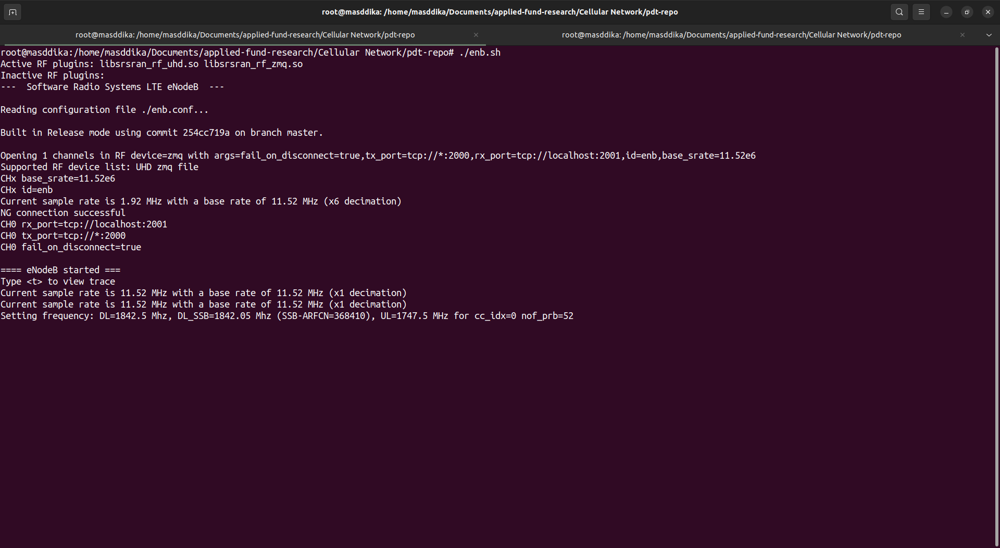 root@masddika: /home/masddika/Documents/applied-fund-research/Cellular Network/pdt-repo
root@masddika: /home/masddika/Documents/applied-fund-research/Cellular Network/pdt-repo
root@masddika: /home/masddika/Documents/applied-fund-research/Cellular Network/pdt-repo
root@masddika:/home/masddika/Documents/applied-fund-research/Cellular Network/pdt-repo# ./enb.sh
Active RF plugins: libsrsran_rf_uhd.so libsrsran_rf_zmq.so
Inactive RF plugins:
---  Software Radio Systems LTE eNodeB  ---
Reading configuration file ./enb.conf...
Built in Release mode using commit 254cc719a on branch master.
Opening 1 channels in RF device=zmq with args=fail_on_disconnect=true,tx_port=tcp://*:2000,rx_port=tcp://localhost:2001,id=enb,base_srate=11.52e6
Supported RF device list: UHD zmq file
CHx base_srate=11.52e6
CHx id=enb
Current sample rate is 1.92 MHz with a base rate of 11.52 MHz (x6 decimation)
NG connection successful
CH0 rx_port=tcp://localhost:2001
CH0 tx_port=tcp://*:2000
CH0 fail_on_disconnect=true
==== eNodeB started ===
Type <t> to view trace
Current sample rate is 11.52 MHz with a base rate of 11.52 MHz (x1 decimation)
Current sample rate is 11.52 MHz with a base rate of 11.52 MHz (x1 decimation)
Setting frequency: DL=1842.5 Mhz, DL_SSB=1842.05 Mhz (SSB-ARFCN=368410), UL=1747.5 MHz for cc_idx=0 nof_prb=52